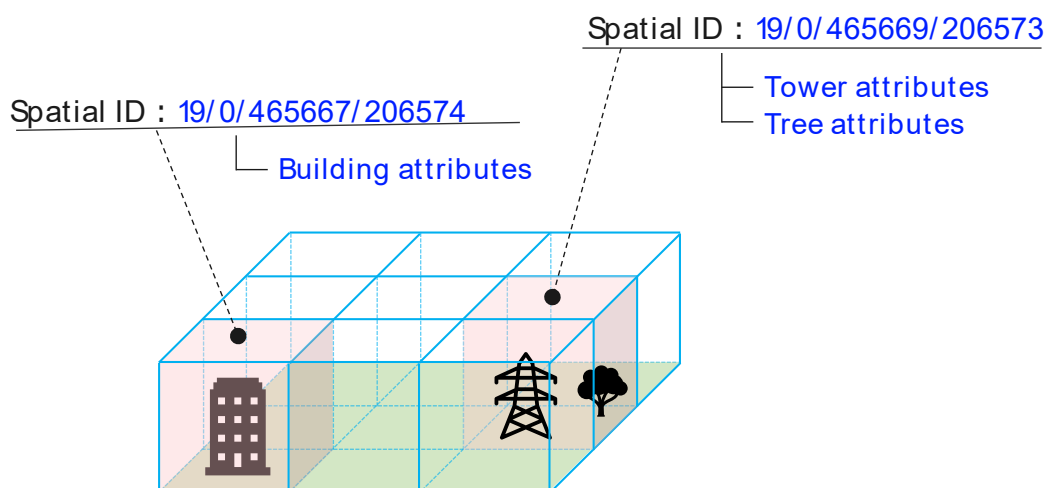 Spatial ID : 19/0/465669/206573
Tower attributes
Tree attributes
Spatial ID : 19/0/465667/206574
Building attributes